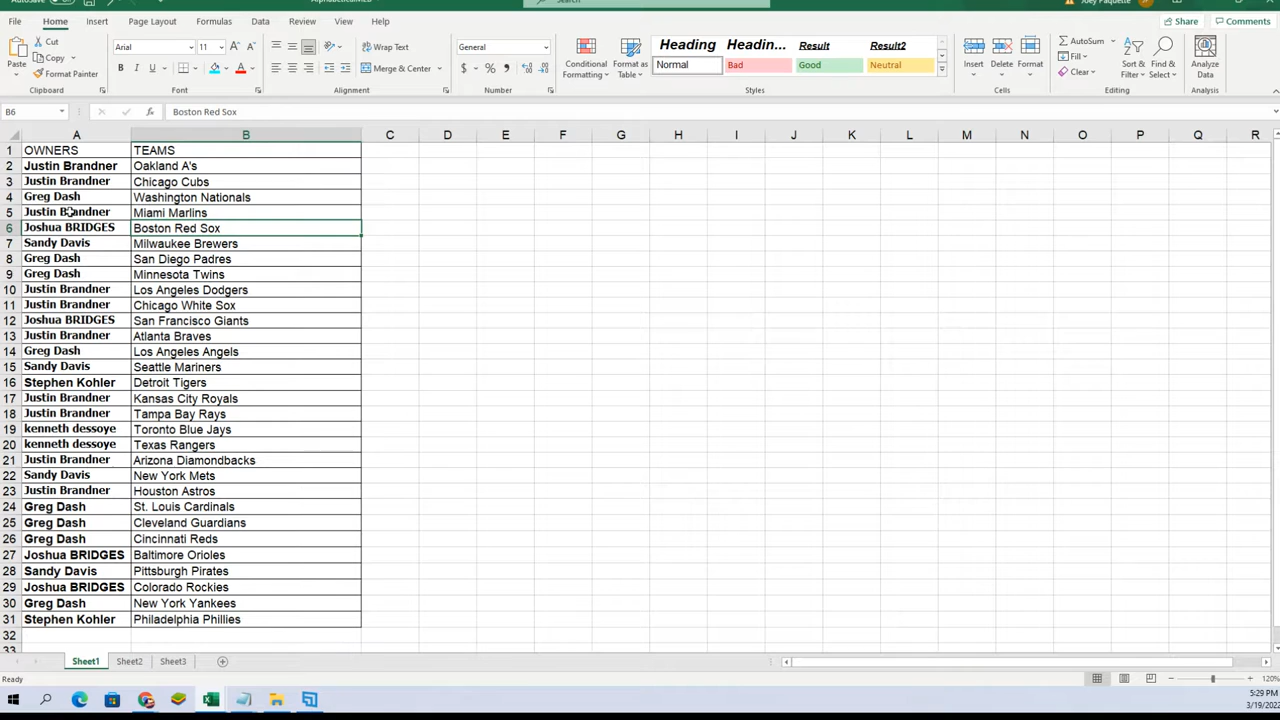 Search
Joey Paquette
File Home Insert Page Layout Formulas Data Review View Help
Share Comments
Cut
Copy
Format Painter
Paste
Clipboard
Arial 11
B I U
Font
Wrap Text
Merge & Center
Alignment
General
$ % ,
Number
Conditional Formatting
Format as Table
Heading Headin... Result Result2
Normal Bad Good Neutral
Styles
Insert Delete Format
Cells
AutoSum
Fill
Clear
Sort & Filter
Find & Select
Editing
Analyze Data
Analysis
B6 fx Boston Red Sox
A B C D E F G H I J K L M N O P Q R
1 OWNERS TEAMS
2 Justin Brandner Oakland A's
3 Justin Brandner Chicago Cubs
4 Greg Dash Washington Nationals
5 Justin Brandner Miami Marlins
6 Joshua BRIDGES Boston Red Sox
7 Sandy Davis Milwaukee Brewers
8 Greg Dash San Diego Padres
9 Greg Dash Minnesota Twins
10 Justin Brandner Los Angeles Dodgers
11 Justin Brandner Chicago White Sox
12 Joshua BRIDGES San Francisco Giants
13 Justin Brandner Atlanta Braves
14 Greg Dash Los Angeles Angels
15 Sandy Davis Seattle Mariners
16 Stephen Kohler Detroit Tigers
17 Justin Brandner Kansas City Royals
18 Justin Brandner Tampa Bay Rays
19 kenneth dessoye Toronto Blue Jays
20 kenneth dessoye Texas Rangers
21 Justin Brandner Arizona Diamondbacks
22 Sandy Davis New York Mets
23 Justin Brandner Houston Astros
24 Greg Dash St. Louis Cardinals
25 Greg Dash Cleveland Guardians
26 Greg Dash Cincinnati Reds
27 Joshua BRIDGES Baltimore Orioles
28 Sandy Davis Pittsburgh Pirates
29 Joshua BRIDGES Colorado Rockies
30 Greg Dash New York Yankees
31 Stephen Kohler Philadelphia Phillies
32
33
Sheet1 Sheet2 Sheet3
Ready
120%
5:29 PM
3/19/202